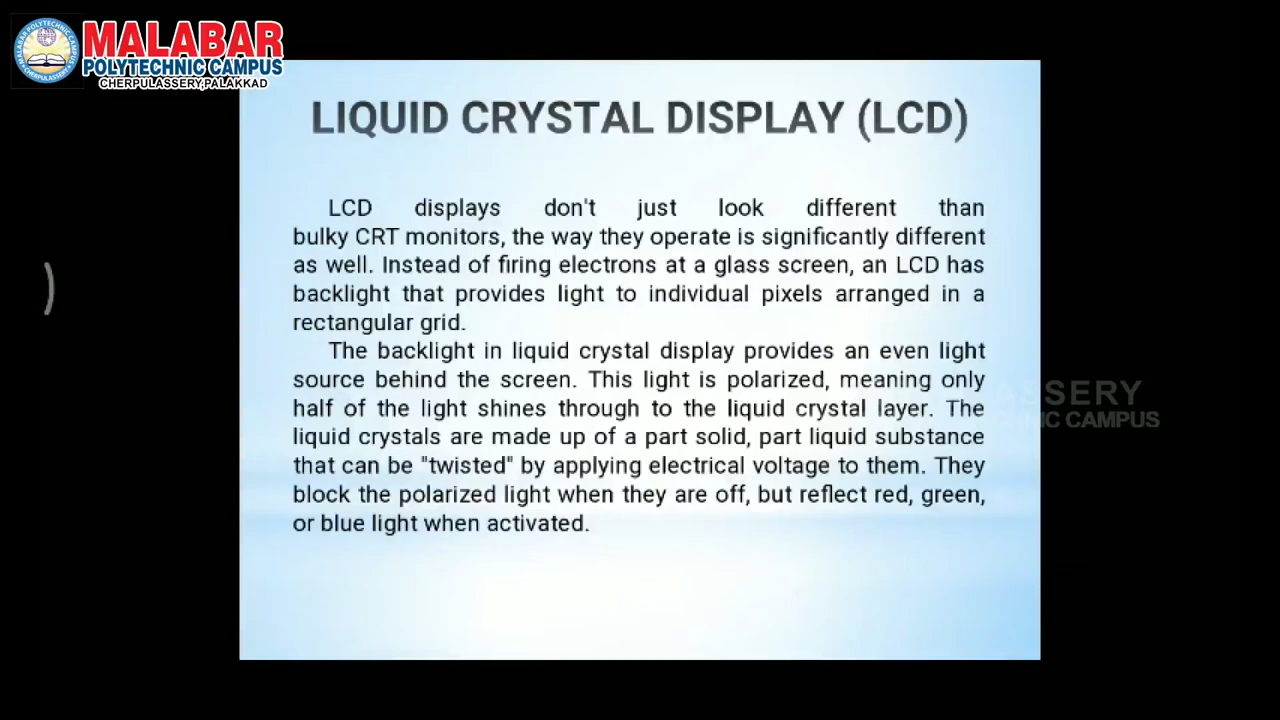 MALABAR
POLYTECHNIC CAMPUS
CHERPULASSERY,PALAKKAD
MALABAR POLYTECHNIC CAMPUS
CHERPULASSERY
LIQUID CRYSTAL DISPLAY (LCD)
LCD displays don't just look different than
bulky CRT monitors, the way they operate is significantly different
as well. Instead of firing electrons at a glass screen, an LCD has
backlight that provides light to individual pixels arranged in a
rectangular grid.
The backlight in liquid crystal display provides an even light
source behind the screen. This light is polarized, meaning only
half of the light shines through to the liquid crystal layer. The
liquid crystals are made up of a part solid, part liquid substance
that can be "twisted" by applying electrical voltage to them. They
block the polarized light when they are off, but reflect red, green,
or blue light when activated.
ASSERY
CAMPUS